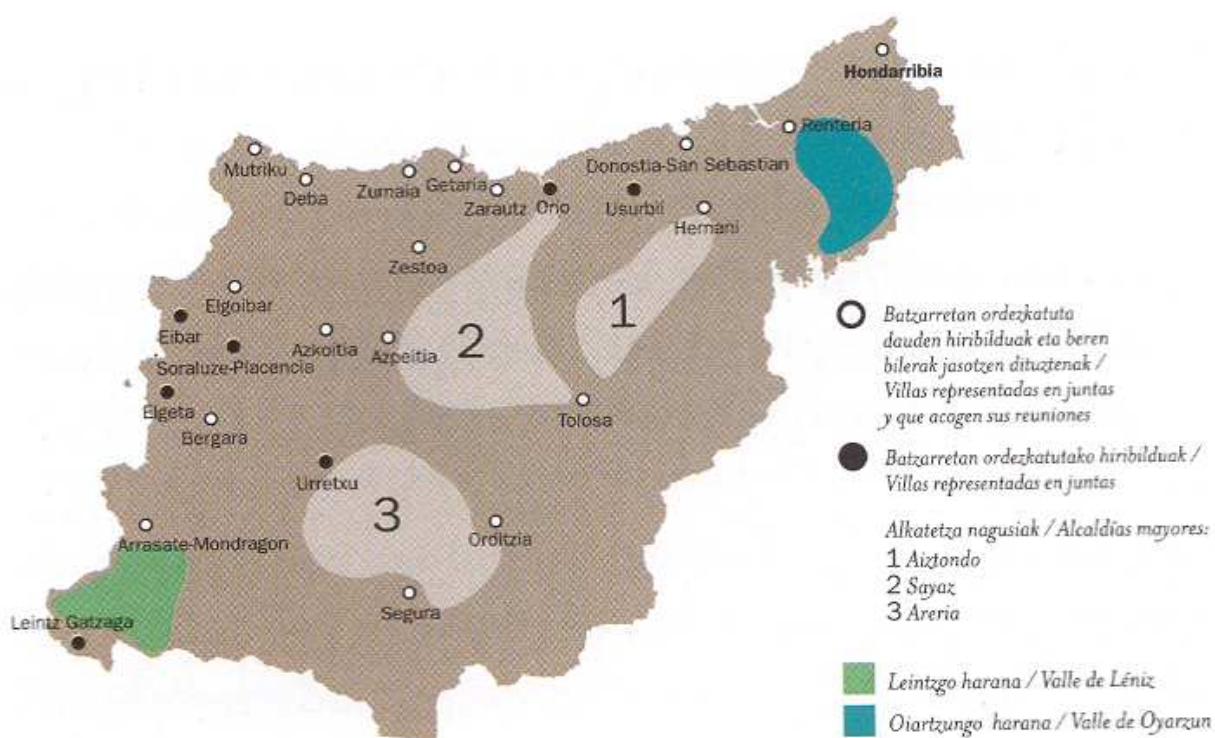 Hondarribia
Renteria
Mutriku
Donostia-San Sebastian
Deba
Zumaia
Getaria
Zarautz
Orio
Usurbil
Hernani
Zestoa
Elgoibar
Eibar
Azkoitia
Azpeitia
Soraluze-Placencia
Elgeta
Bergara
Tolosa
Urretxu
Arrasate-Mondragon
Orditzia
Segura
Leintz Gatzaga
1
2
3
Batzarretan ordezkatuta
dauden hiribilduak eta beren
bilerak jasotzen dituztenak /
Villas representadas en juntas
y que acogen sus reuniones
Batzarretan ordezkatutako hiribilduak /
Villas representadas en juntas
Alkatetza nagusiak / Alcaldías mayores:
1 Aiztondo
2 Sayaz
3 Areria
Leintzgo harana / Valle de Léniz
Oiartzungo harana / Valle de Oyarzun